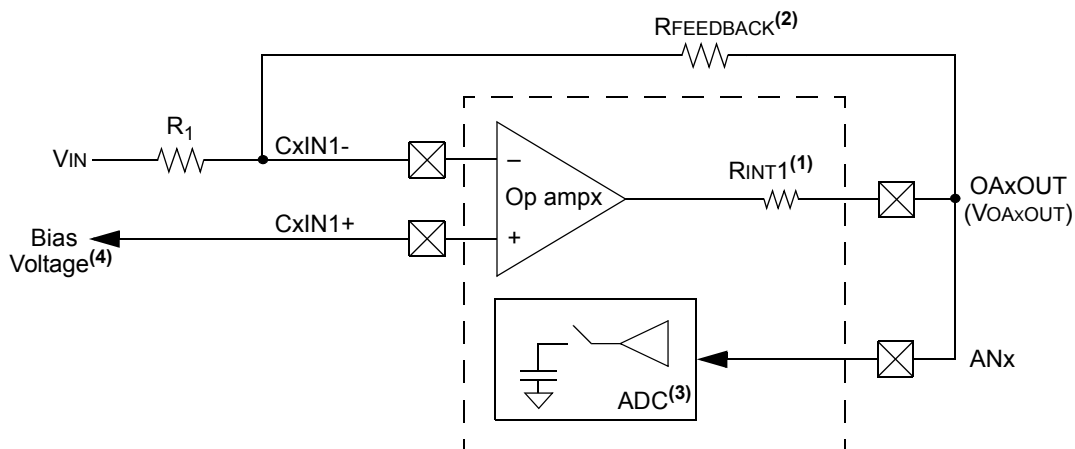 RFEEDBACK(2)
R1
VIN
CxIN1-
–
Op ampx
RINT1(1)
OAxOUT
(VOAxOUT)
CxIN1+
+
Bias
Voltage(4)
ADC(3)
ANx